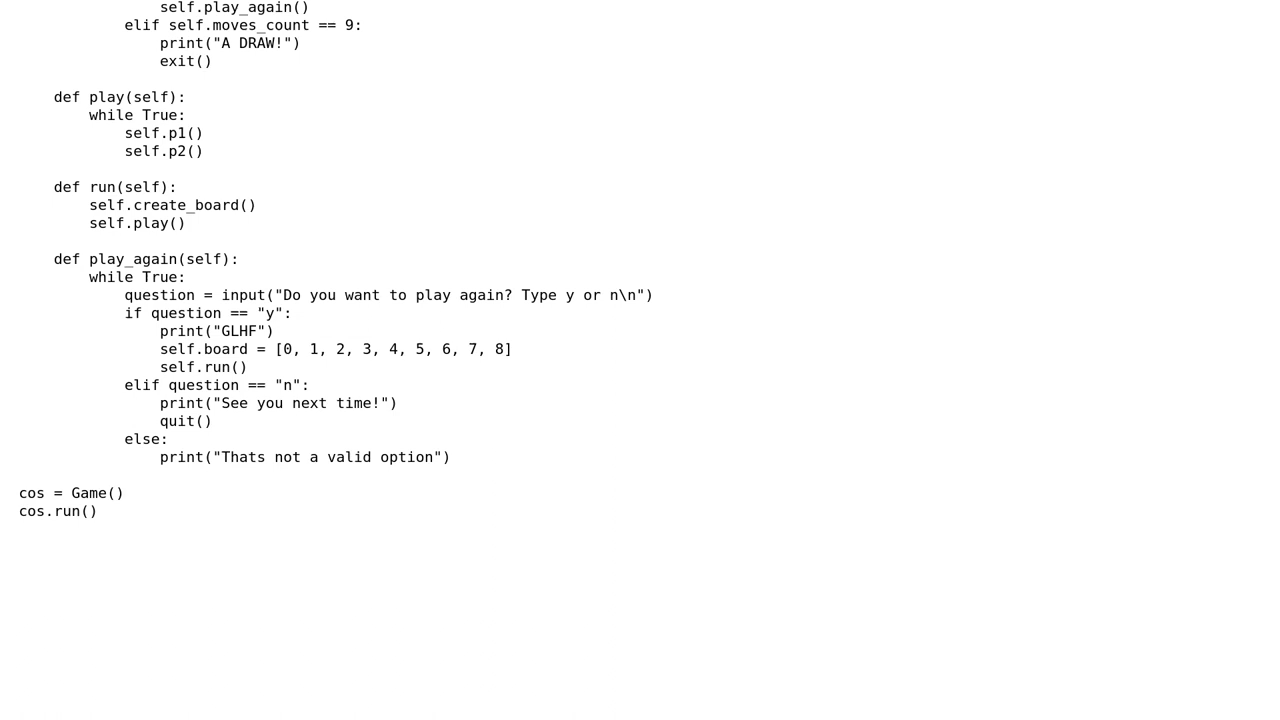 self.play_again()
            elif self.moves_count == 9:
                print("A DRAW!")
                exit()

    def play(self):
        while True:
            self.p1()
            self.p2()

    def run(self):
        self.create_board()
        self.play()

    def play_again(self):
        while True:
            question = input("Do you want to play again? Type y or n\n")
            if question == "y":
                print("GLHF")
                self.board = [0, 1, 2, 3, 4, 5, 6, 7, 8]
                self.run()
            elif question == "n":
                print("See you next time!")
                quit()
            else:
                print("Thats not a valid option")

cos = Game()
cos.run()